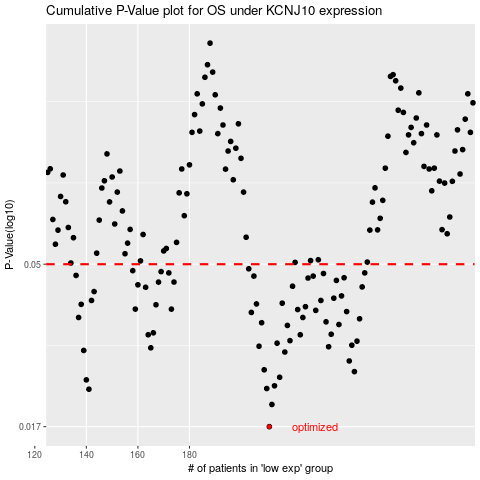 Cumulative P-Value plot for OS under KCNJ10 expression
P-Value(log10)
0.05
0.017
optimized
120 140 160 180
# of patients in 'low exp' group